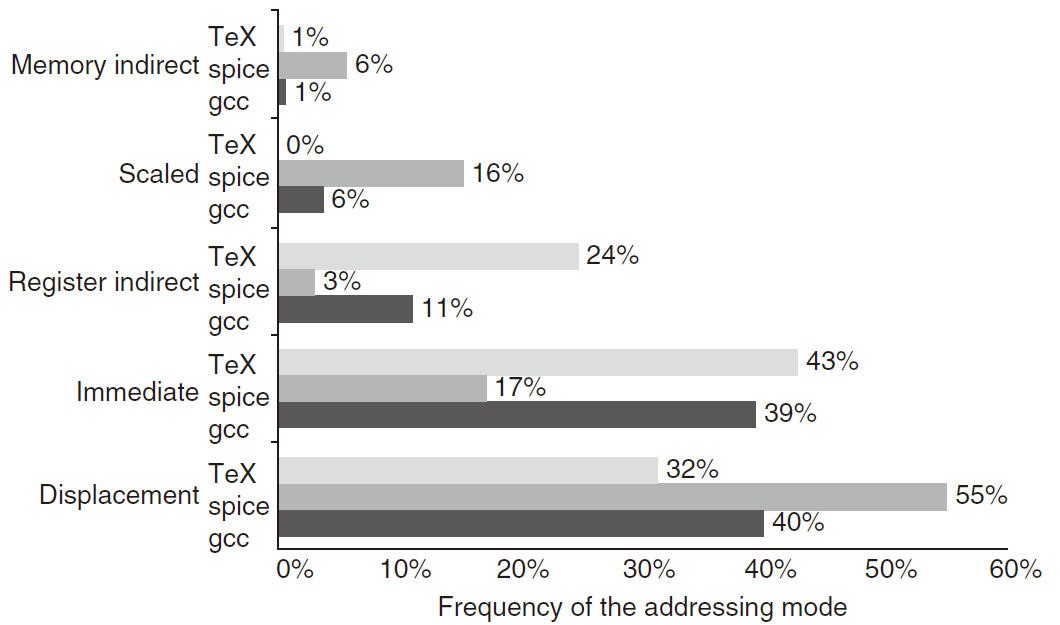 TeX 1%
Memory indirect spice 6%
gcc 1%
TeX 0%
Scaled spice 16%
gcc 6%
TeX 24%
Register indirect spice 3%
gcc 11%
TeX 43%
Immediate spice 17%
gcc 39%
TeX 32%
Displacement spice 55%
gcc 40%
0% 10% 20% 30% 40% 50% 60%
Frequency of the addressing mode